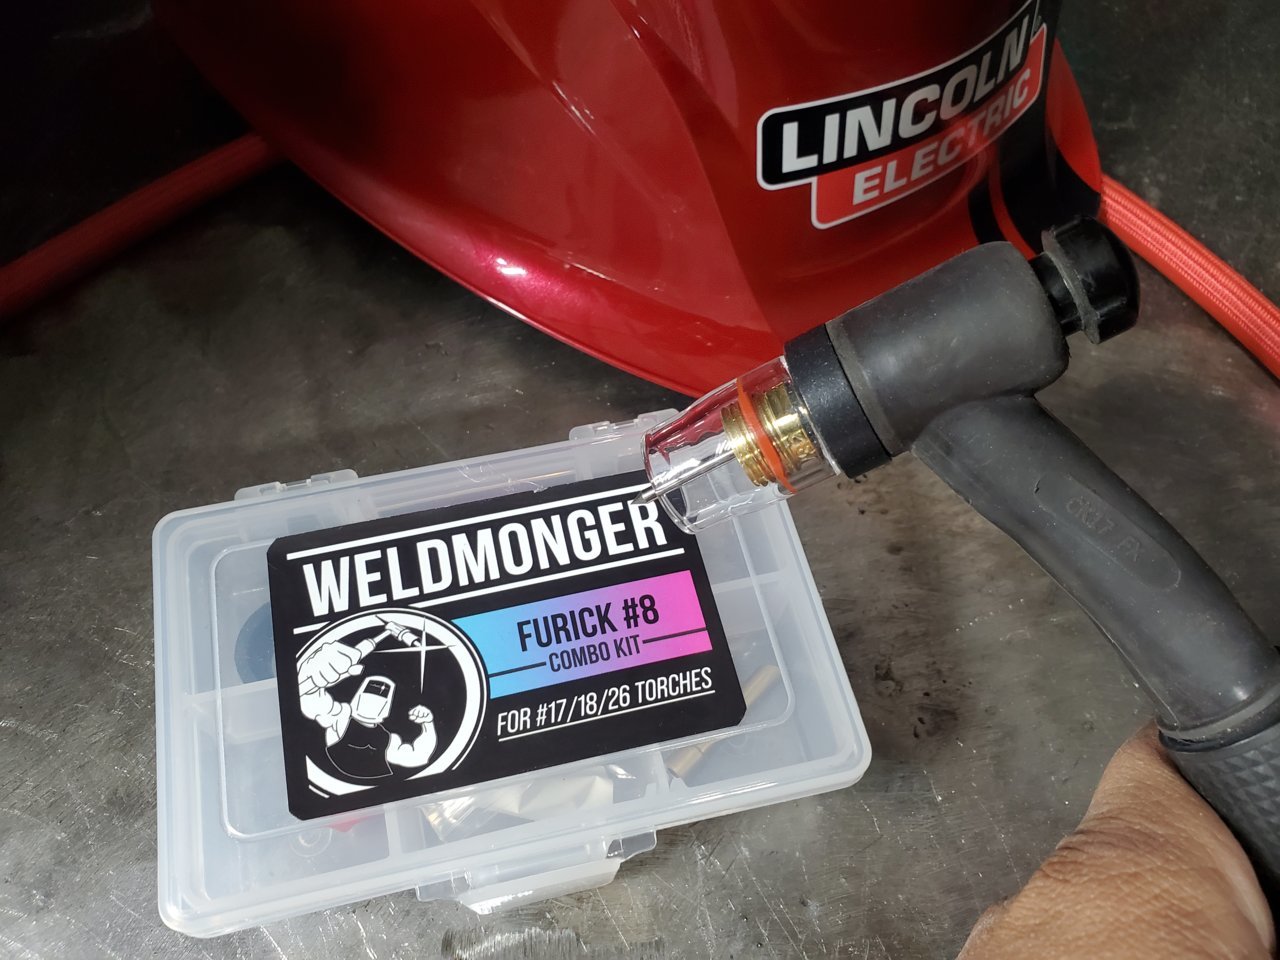 LINCOLN
ELECTRIC
WELDMONGER
FURICK #8
COMBO KIT
FOR #17/18/26 TORCHES